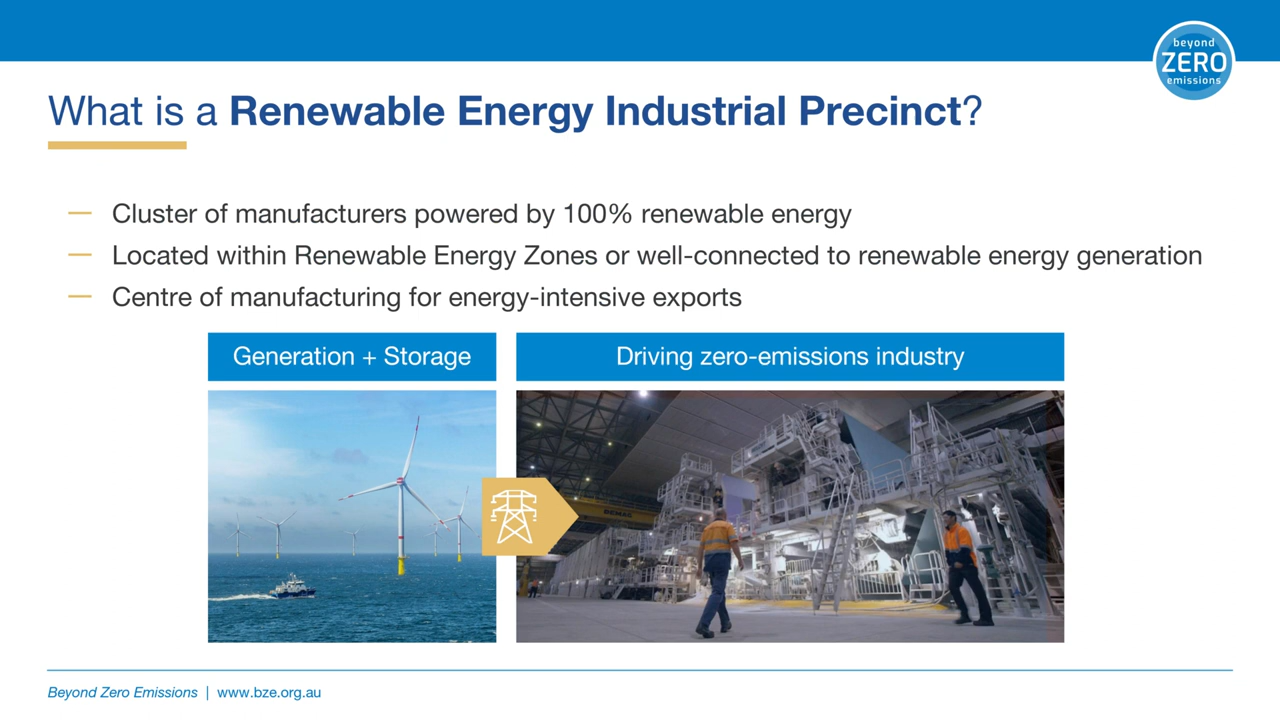 beyond
ZERO
emissions
What is a Renewable Energy Industrial Precinct?
— Cluster of manufacturers powered by 100% renewable energy
— Located within Renewable Energy Zones or well-connected to renewable energy generation
— Centre of manufacturing for energy-intensive exports
Generation + Storage
Driving zero-emissions industry
DEMAG
Beyond Zero Emissions | www.bze.org.au